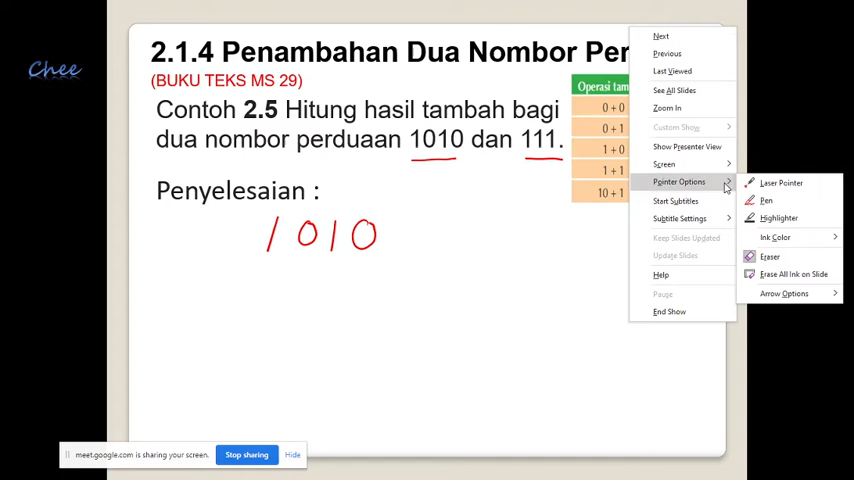 2.1.4 Penambahan Dua Nombor Per
(BUKU TEKS MS 29)
Chee
Contoh 2.5 Hitung hasil tambah bagi
dua nombor perduaan 1010 dan 111.
Penyelesaian :
1010
Operasi tam
0 + 0
0 + 1
1 + 0
1 + 1
10 + 1
Next
Previous
Last Viewed
See All Slides
Zoom In
Custom Show
Show Presenter View
Screen
Pointer Options
Start Subtitles
Subtitle Settings
Keep Slides Updated
Update Slides
Help
Pause
End Show
Laser Pointer
Pen
Highlighter
Ink Color
Eraser
Erase All Ink on Slide
Arrow Options
meet.google.com is sharing your screen.
Stop sharing
Hide